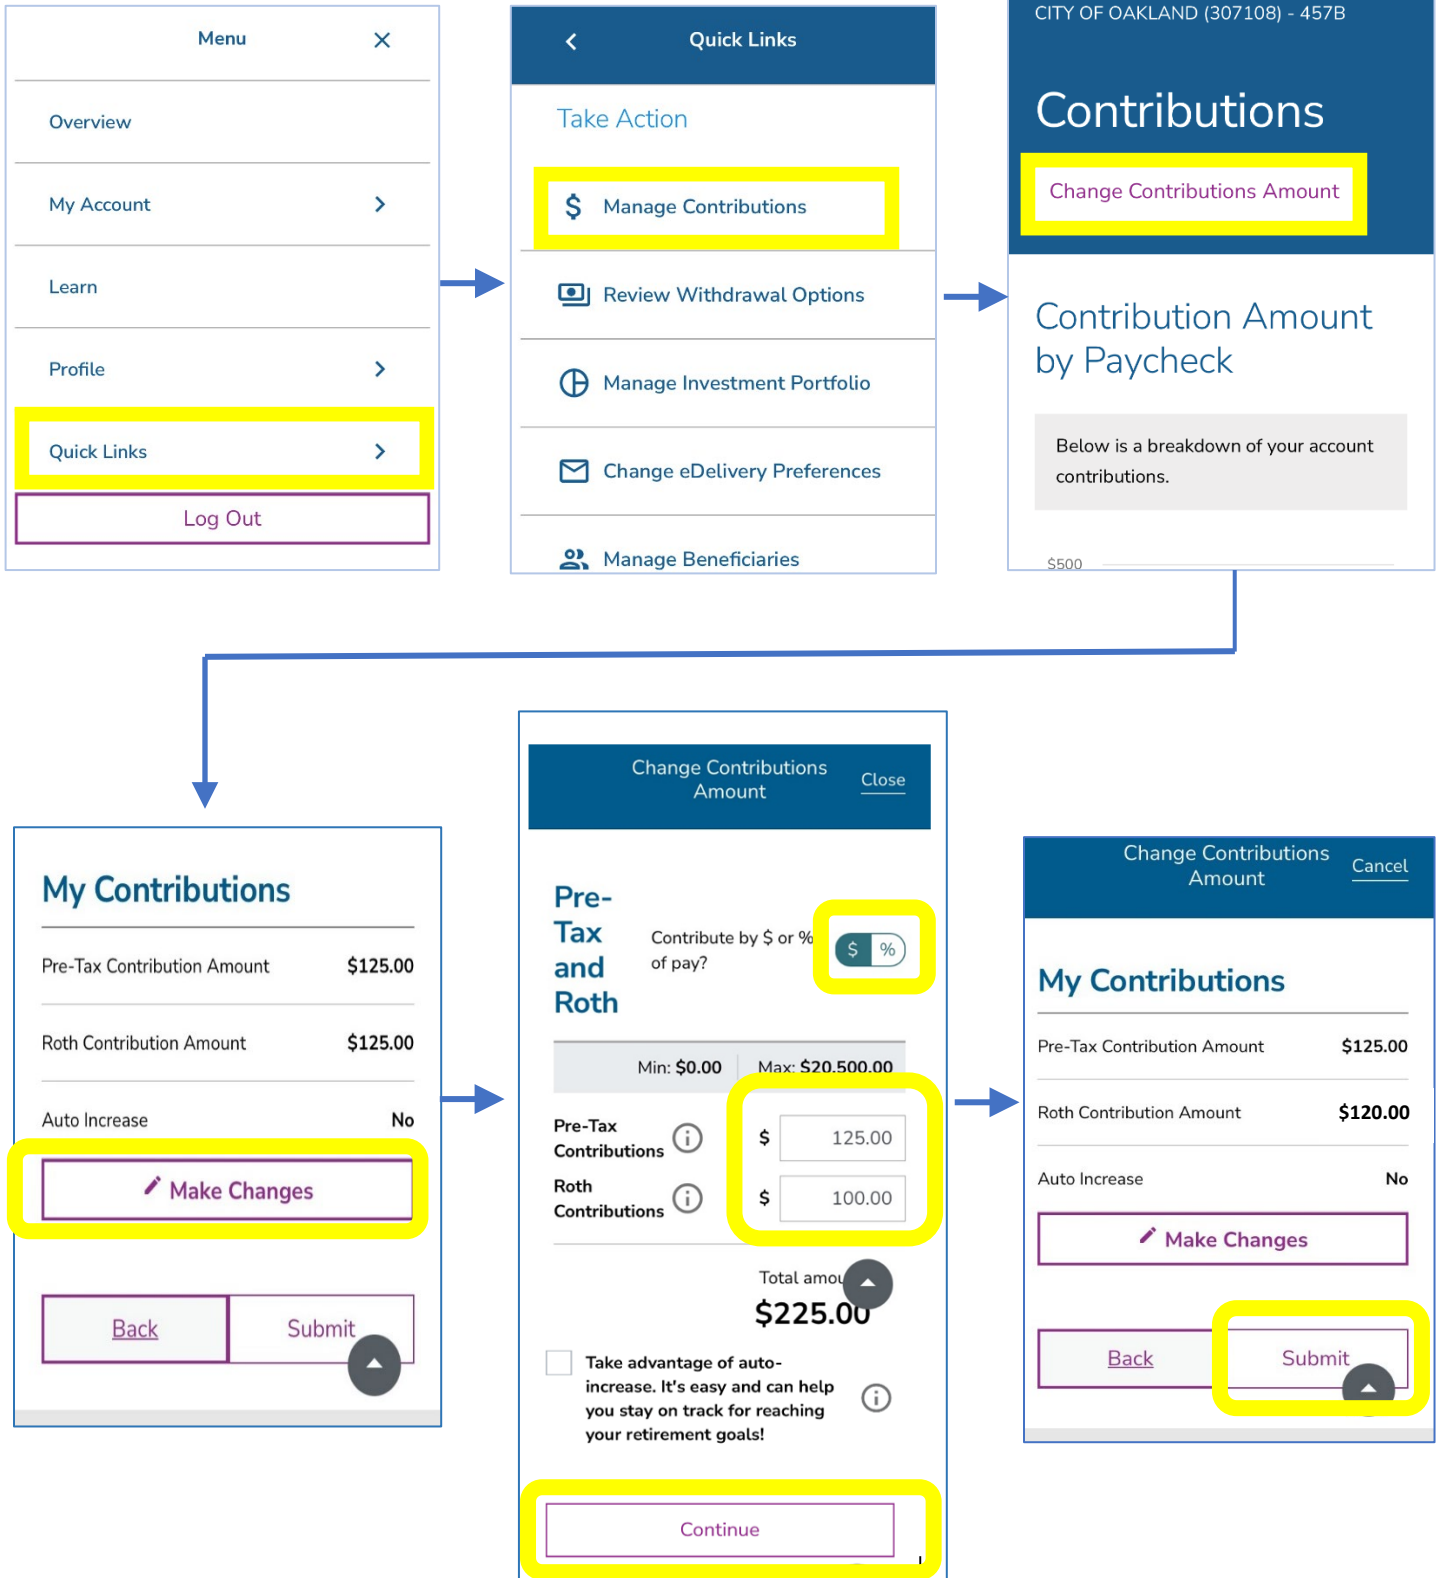 Menu
Overview
My Account
Learn
Profile
Quick Links
Log Out
Quick Links
Take Action
$ Manage Contributions
Review Withdrawal Options
Manage Investment Portfolio
Change eDelivery Preferences
Manage Beneficiaries
CITY OF OAKLAND (307108) - 457B
Contributions
Change Contributions Amount
Contribution Amount
by Paycheck
Below is a breakdown of your account
contributions.
$500
My Contributions
Pre-Tax Contribution Amount $125.00
Roth Contribution Amount $125.00
Auto Increase No
Make Changes
Back Submit
Change Contributions
Amount
Close
Pre-
Tax
and
Roth
Contribute by $ or %
of pay?
$ %
Min: $0.00 Max: $20,500.00
Pre-Tax
Contributions
$ 125.00
Roth
Contributions
$ 100.00
Total amou
$225.00
Take advantage of auto-
increase. It's easy and can help
you stay on track for reaching
your retirement goals!
Continue
Change Contributions
Amount
Cancel
My Contributions
Pre-Tax Contribution Amount $125.00
Roth Contribution Amount $120.00
Auto Increase No
Make Changes
Back Submit